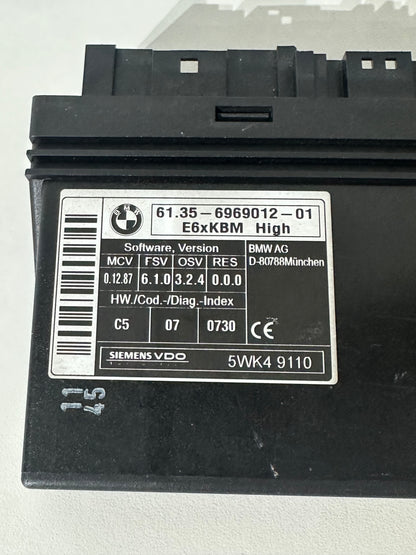 BMW
61.35-6969012-01
E6xKBM High
Software, Version
MCV FSV OSV RES
0.12.87 6.1.0 3.2.4 0.0.0
BMW AG
D-80788München
HW./Cod.-/Diag.-Index
C5 07 0730
CE
SIEMENS VDO 5WK4 9110
11
45